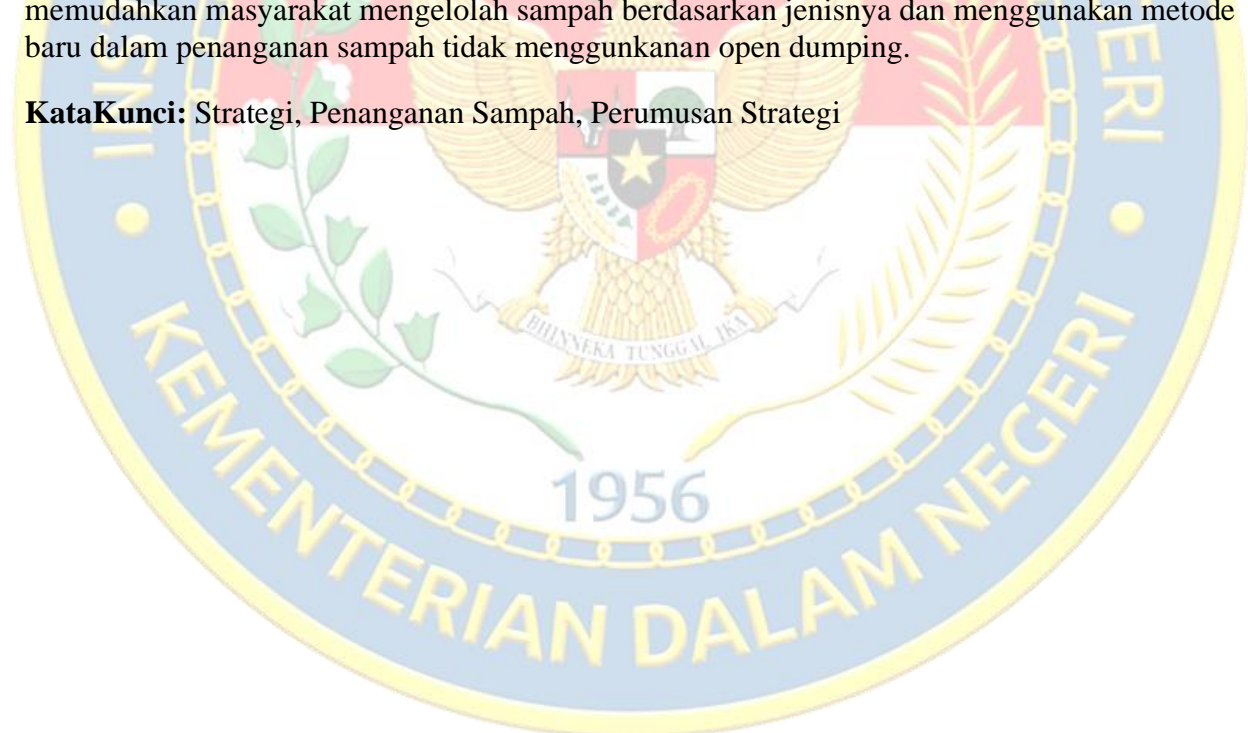 memudahkan masyarakat mengelolah sampah berdasarkan jenisnya dan menggunakan metode
baru dalam penanganan sampah tidak menggunkanan open dumping.
KataKunci: Strategi, Penanganan Sampah, Perumusan Strategi
BHINNEKA TUNGGAL IKA
1956
KEMENTERIAN DALAM NEGERI